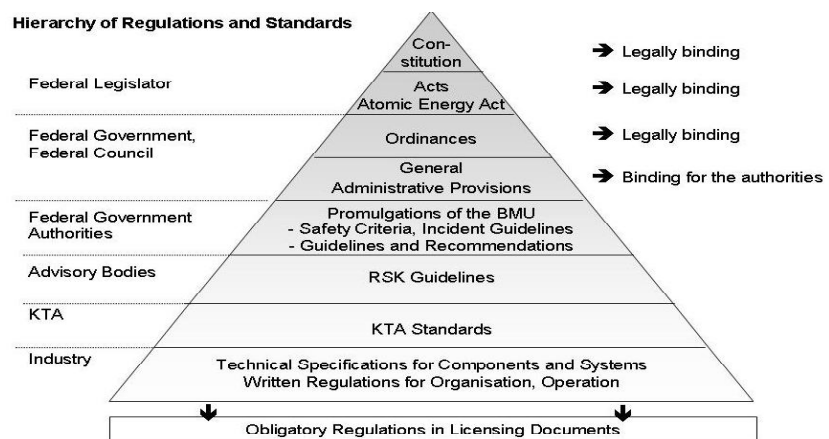 Hierarchy of Regulations and Standards
Con-
stitution
➔ Legally binding
Federal Legislator
Acts
Atomic Energy Act
➔ Legally binding
Federal Government,
Federal Council
Ordinances
➔ Legally binding
General
Administrative Provisions
➔ Binding for the authorities
Federal Government
Authorities
Promulgations of the BMU
- Safety Criteria, Incident Guidelines
- Guidelines and Recommendations
Advisory Bodies
RSK Guidelines
KTA
KTA Standards
Industry
Technical Specifications for Components and Systems
Written Regulations for Organisation, Operation
Obligatory Regulations in Licensing Documents